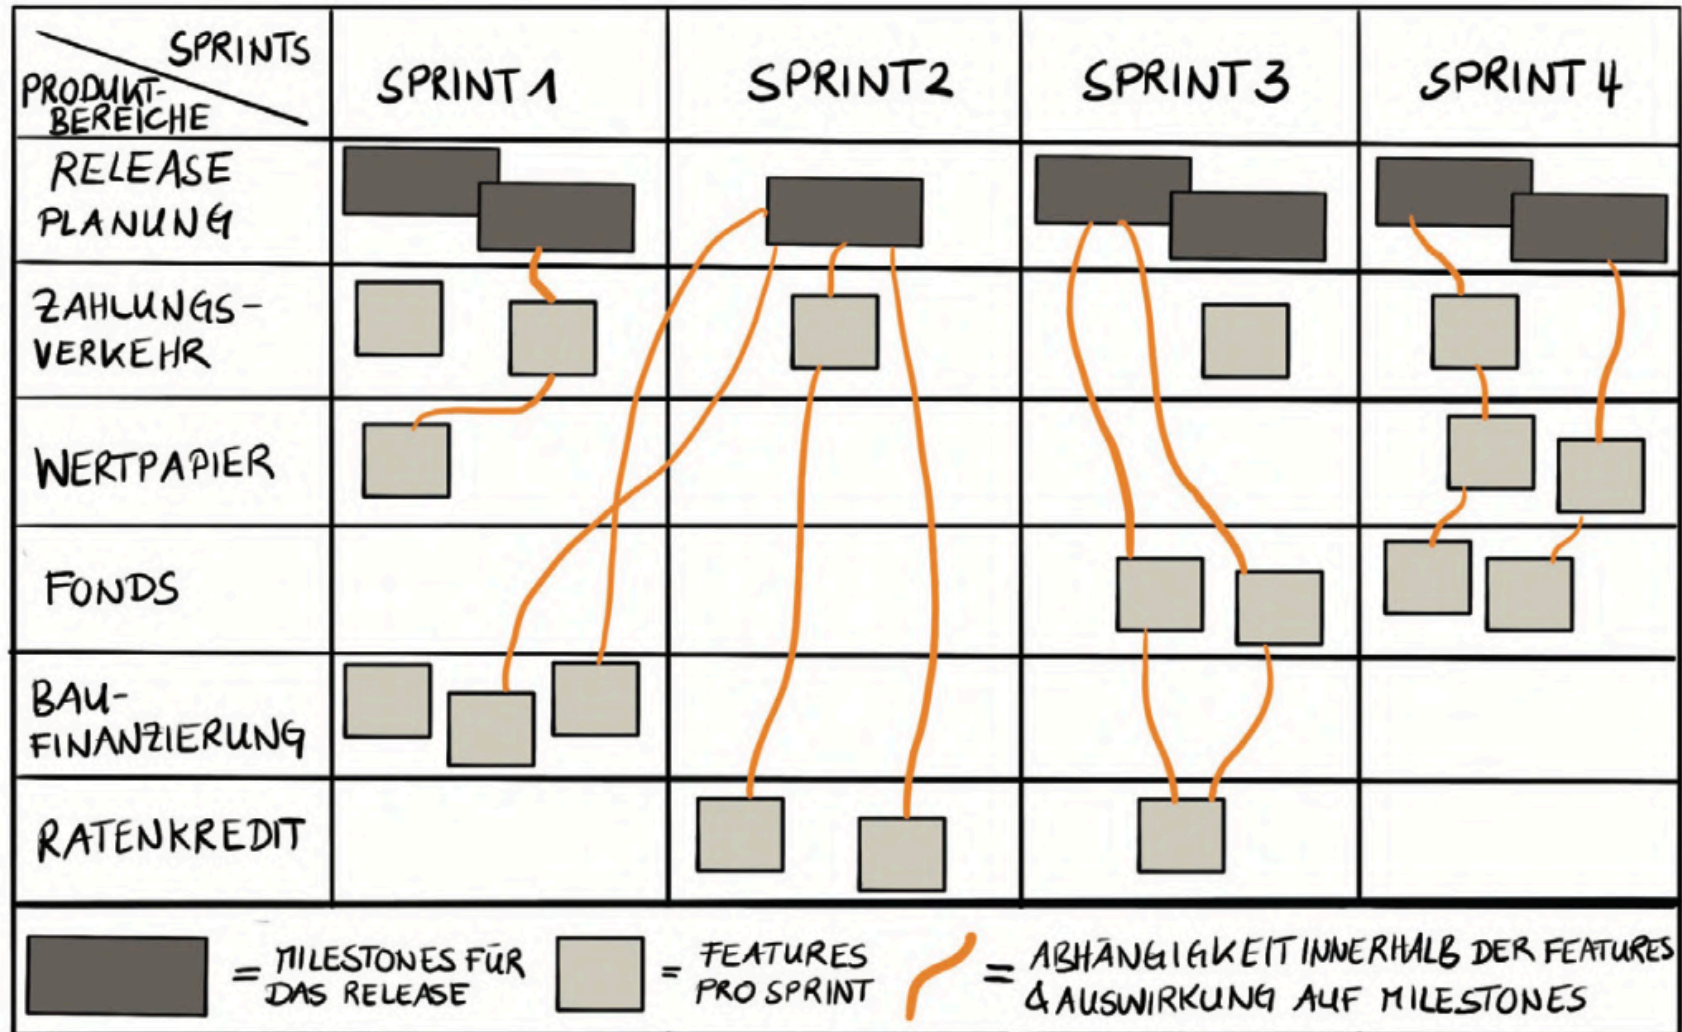 SPRINTS
PRODUKT-
BEREICHE
SPRINT 1
SPRINT 2
SPRINT 3
SPRINT 4
RELEASE
PLANUNG
ZAHLUNGS-
VERKEHR
WERTPAPIER
FONDS
BAU-
FINANZIERUNG
RATENKREDIT
= MILESTONES FÜR
DAS RELEASE
= FEATURES
PRO SPRINT
= ABHÄNGIGKEIT INNERHALB DER FEATURES
& AUSWIRKUNG AUF MILESTONES